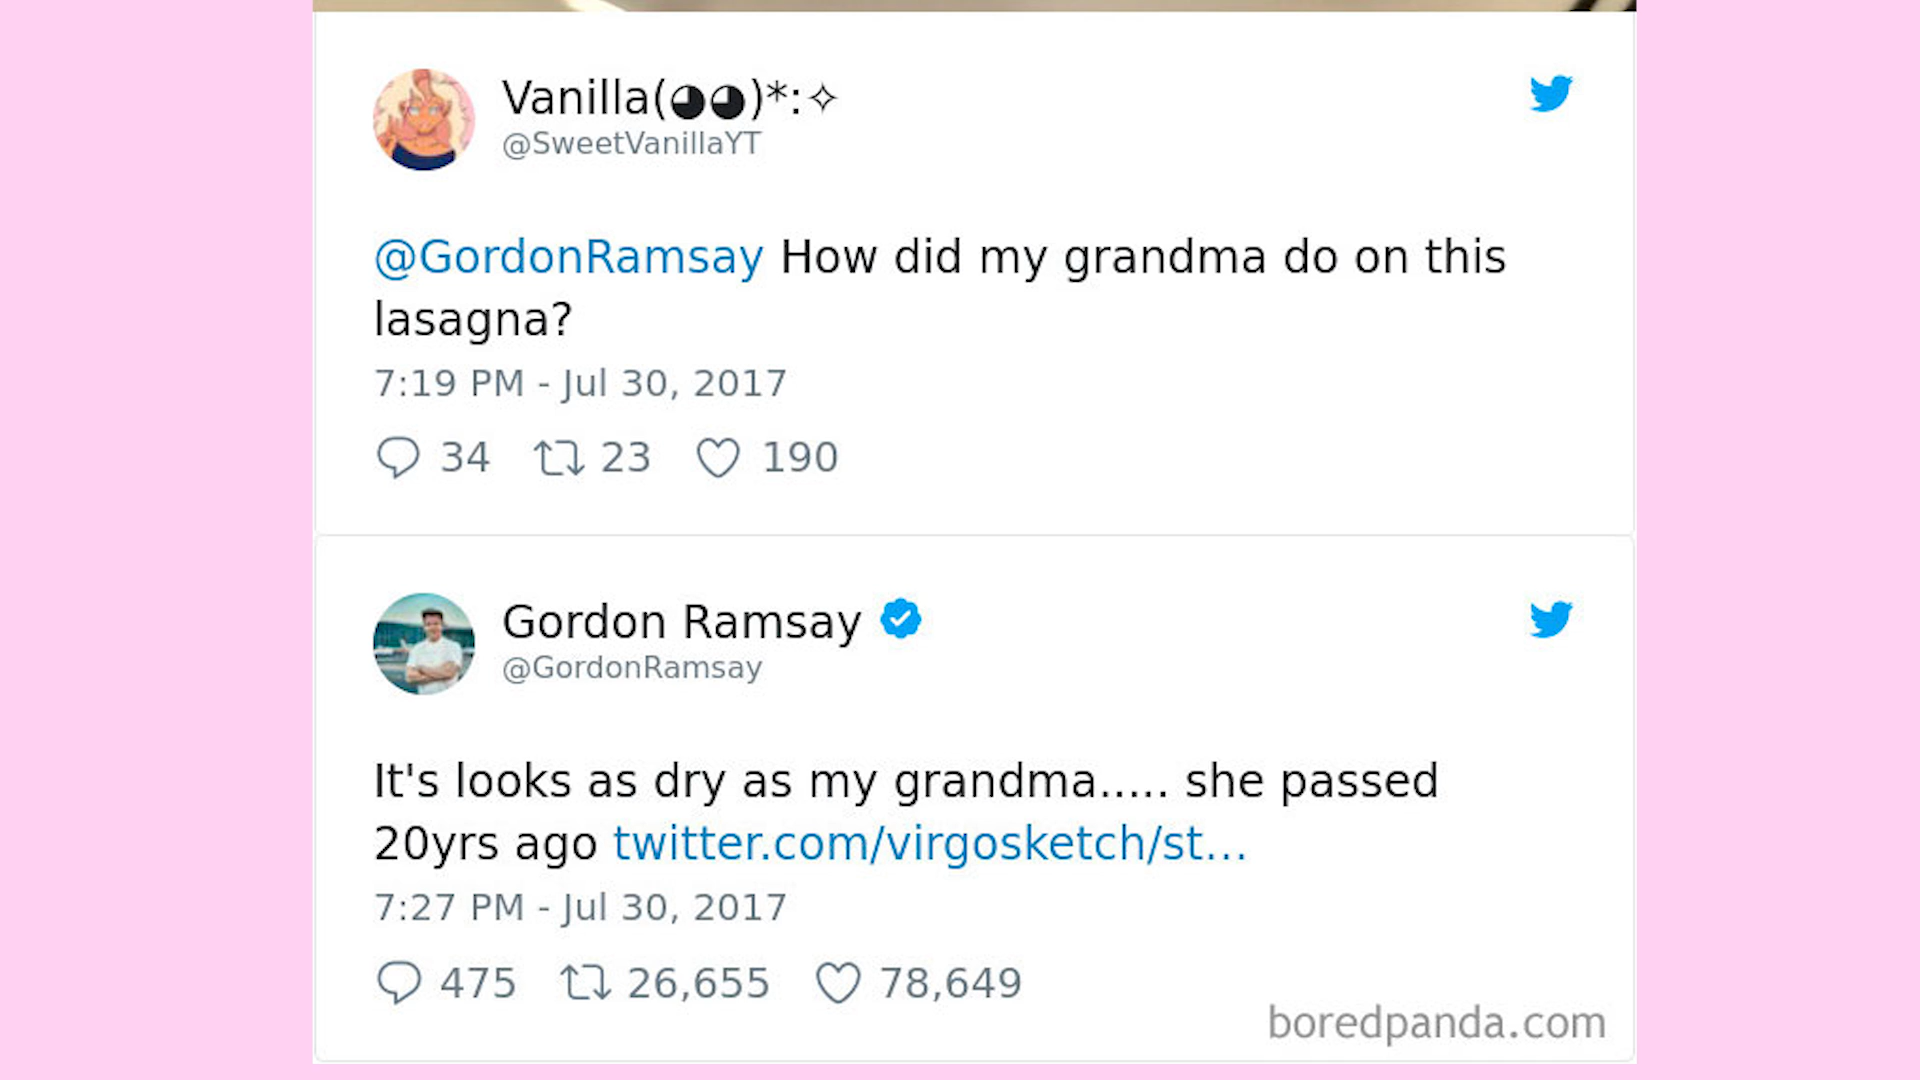 Vanilla(◕◕)*:✧
@SweetVanillaYT
@GordonRamsay How did my grandma do on this
lasagna?
7:19 PM - Jul 30, 2017
34 23 190
Gordon Ramsay
@GordonRamsay
It's looks as dry as my grandma..... she passed
20yrs ago twitter.com/virgosketch/st...
7:27 PM - Jul 30, 2017
475 26,655 78,649
boredpanda.com